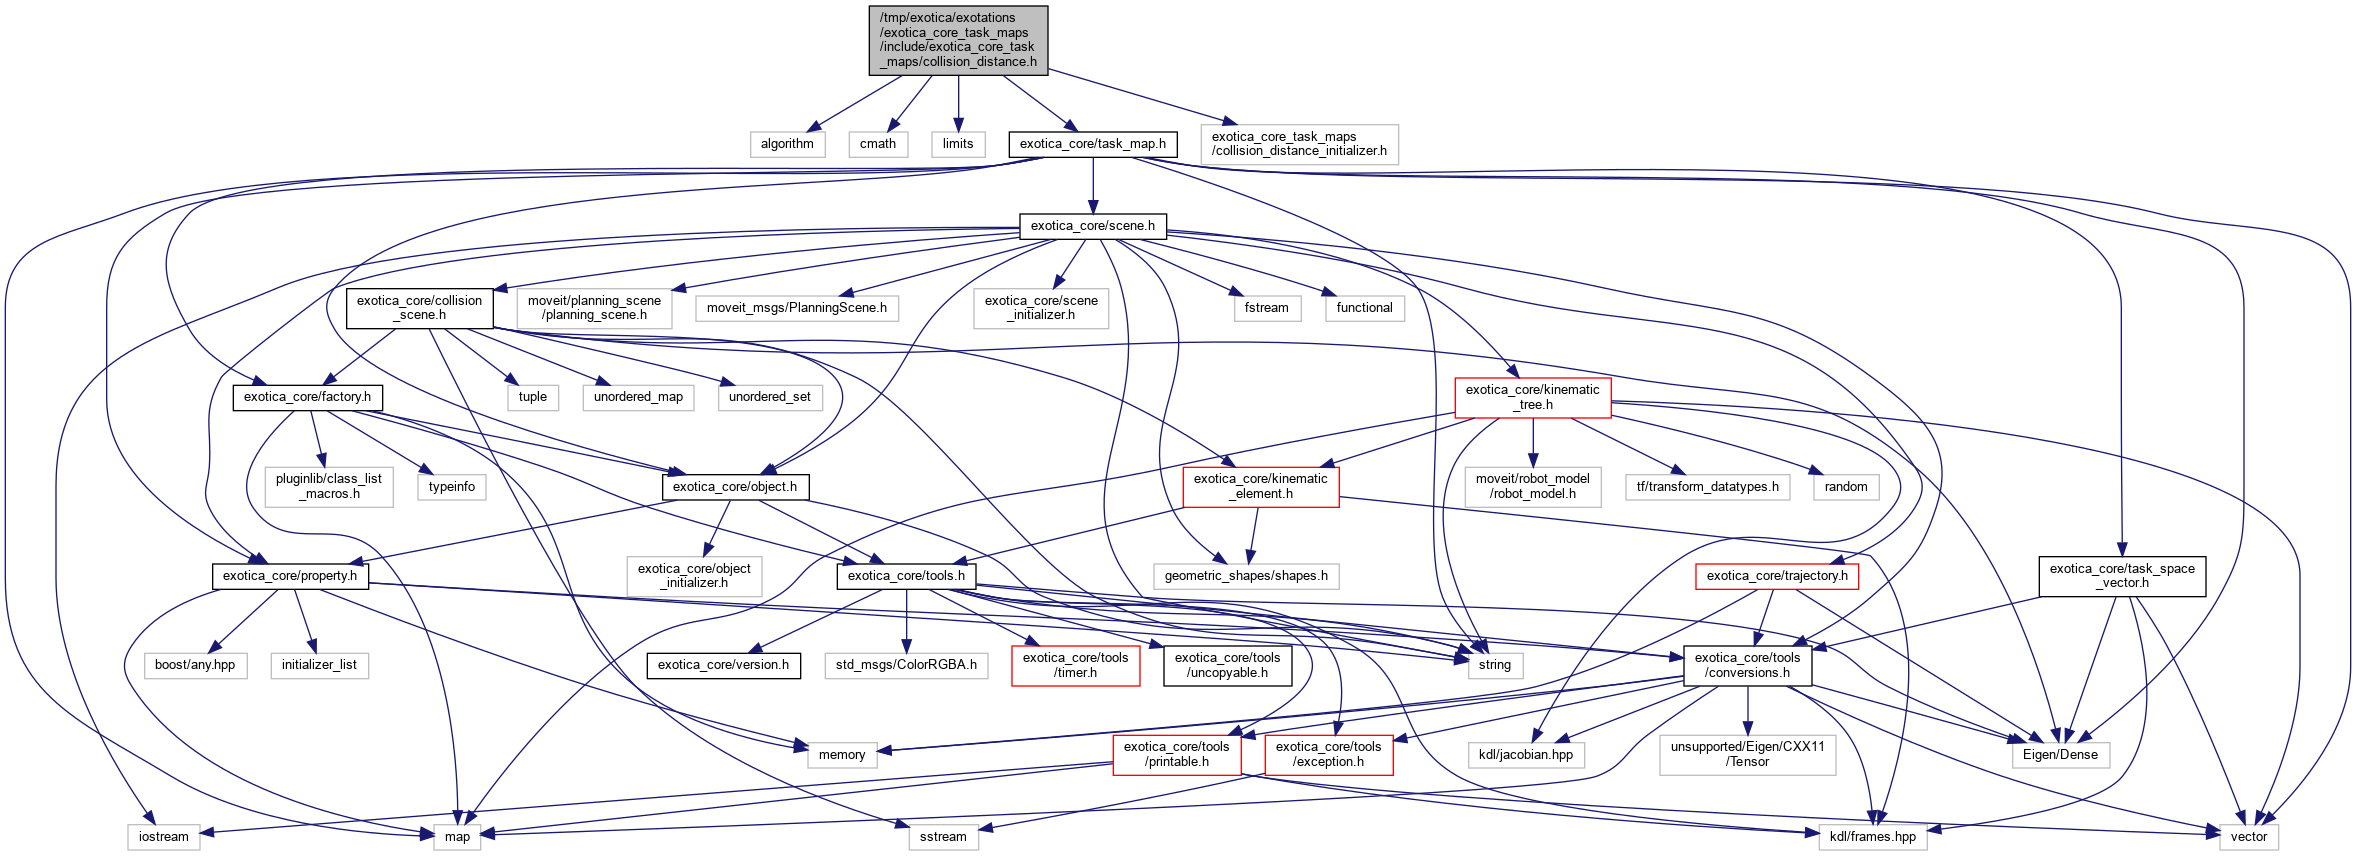 /tmp/exotica/exotations
/exotica_core_task_maps
/include/exotica_core_task
_maps/collision_distance.h
algorithm
cmath
limits
exotica_core/task_map.h
exotica_core_task_maps
/collision_distance_initializer.h
exotica_core/scene.h
exotica_core/collision
_scene.h
moveit/planning_scene
/planning_scene.h
moveit_msgs/PlanningScene.h
exotica_core/scene
_initializer.h
fstream
functional
exotica_core/factory.h
tuple
unordered_map
unordered_set
exotica_core/kinematic
_tree.h
pluginlib/class_list
_macros.h
typeinfo
exotica_core/object.h
exotica_core/kinematic
_element.h
moveit/robot_model
/robot_model.h
tf/transform_datatypes.h
random
exotica_core/property.h
exotica_core/object
_initializer.h
exotica_core/tools.h
geometric_shapes/shapes.h
exotica_core/trajectory.h
exotica_core/task_space
_vector.h
boost/any.hpp
initializer_list
exotica_core/version.h
std_msgs/ColorRGBA.h
exotica_core/tools
/timer.h
exotica_core/tools
/uncopyable.h
string
exotica_core/tools
/conversions.h
memory
exotica_core/tools
/printable.h
exotica_core/tools
/exception.h
kdl/jacobian.hpp
unsupported/Eigen/CXX11
/Tensor
Eigen/Dense
iostream
map
sstream
kdl/frames.hpp
vector